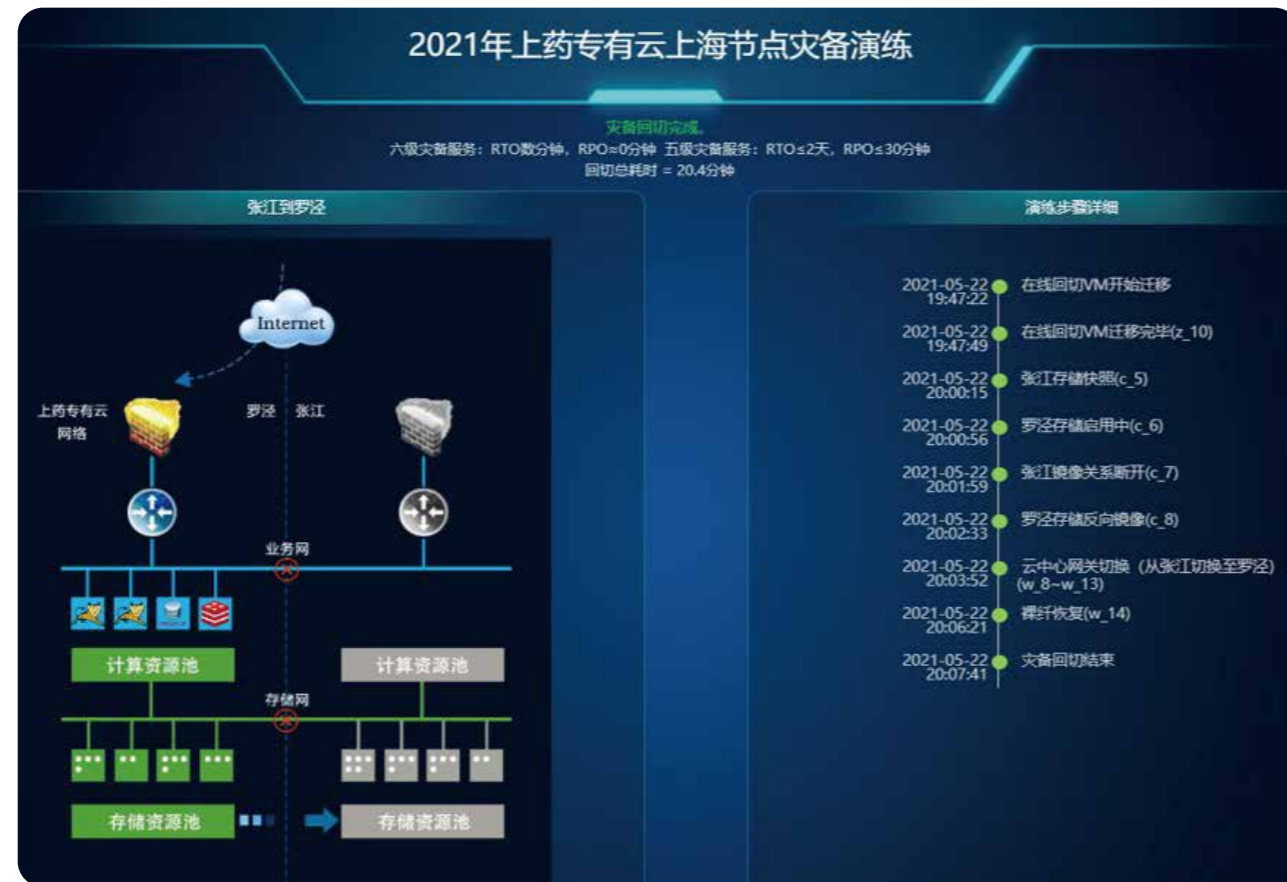 2021年上药专有云上海节点灾备演练
灾备回切完成。
六级灾备服务：RTO数分钟，RPO≈0分钟 五级灾备服务：RTO≤2天，RPO≤30分钟
回切总耗时 = 20.4分钟
张江到罗泾
Internet
上药专有云
网络
罗泾
张江
业务网
计算资源池
计算资源池
存储网
存储资源池
存储资源池
演练步骤详细
2021-05-22
19:47:22
在线回切VM开始迁移
2021-05-22
19:47:49
在线回切VM迁移完毕(z_10)
2021-05-22
20:00:15
张江存储快照(c_5)
2021-05-22
20:00:56
罗泾存储启用中(c_6)
2021-05-22
20:01:59
张江镜像关系断开(c_7)
2021-05-22
20:02:33
罗泾存储反向镜像(c_8)
2021-05-22
20:03:52
云中心网关切换（从张江切换至罗泾）
(w_8~w_13)
2021-05-22
20:06:21
裸纤恢复(w_14)
2021-05-22
20:07:41
灾备回切结束